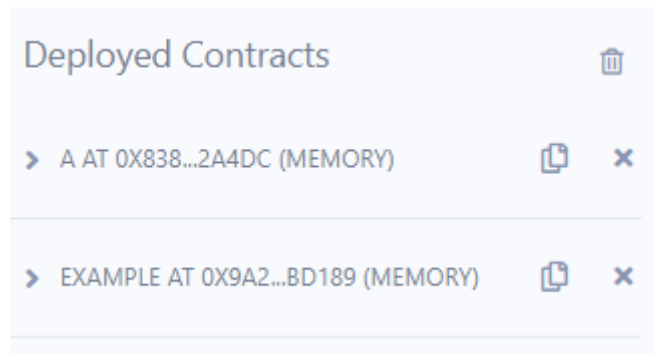 Deployed Contracts
A AT 0X838...2A4DC (MEMORY)
EXAMPLE AT 0X9A2...BD189 (MEMORY)